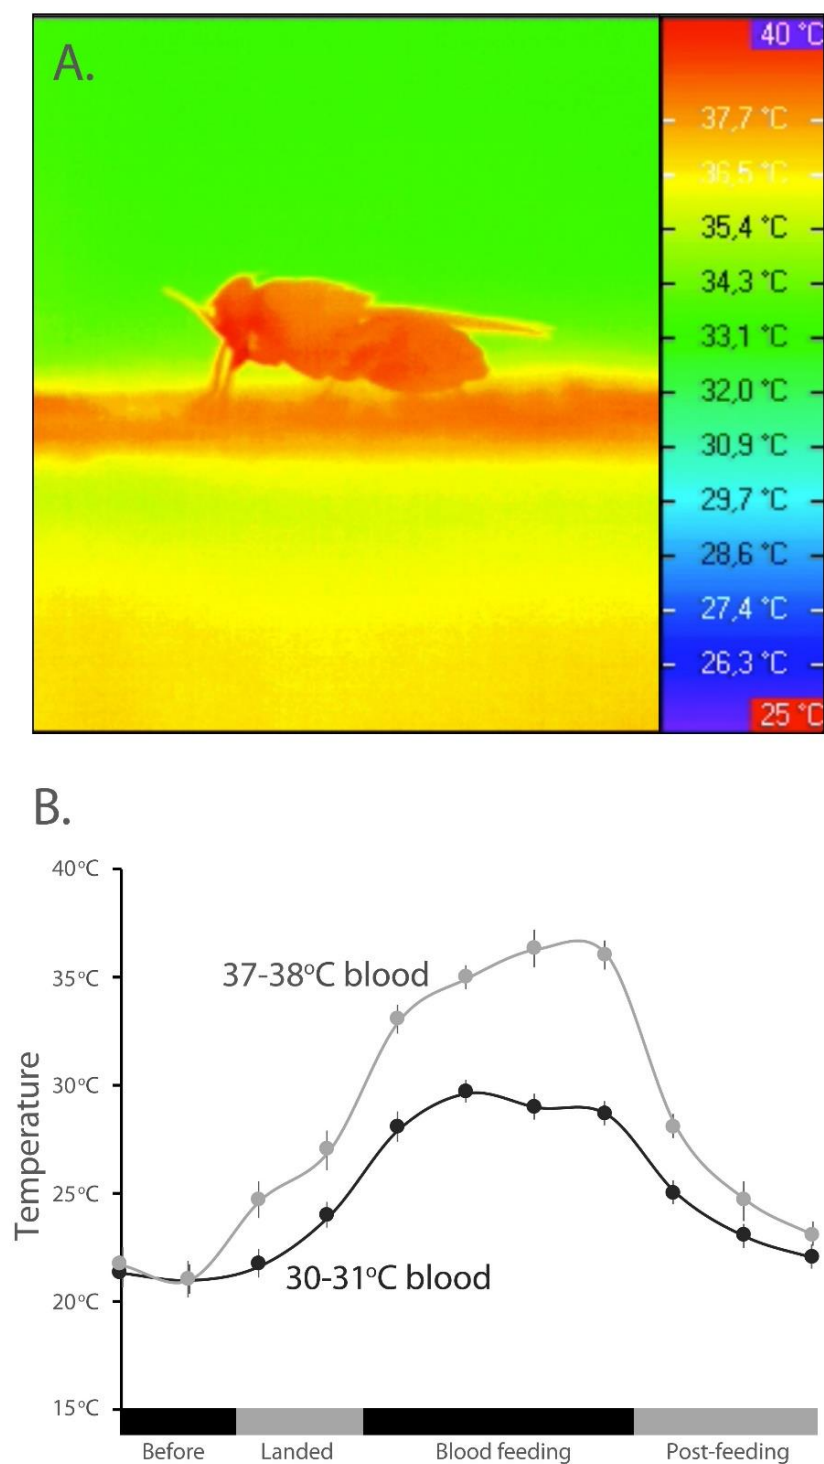 A.
40 °C
37,7 °C
36,5 °C
35,4 °C
34,3 °C
33,1 °C
32,0 °C
30,9 °C
29,7 °C
28,6 °C
27,4 °C
26,3 °C
25 °C
B.
40°C
35°C
30°C
25°C
20°C
15°C
Temperature
37-38°C blood
30-31°C blood
Before Landed Blood feeding Post-feeding